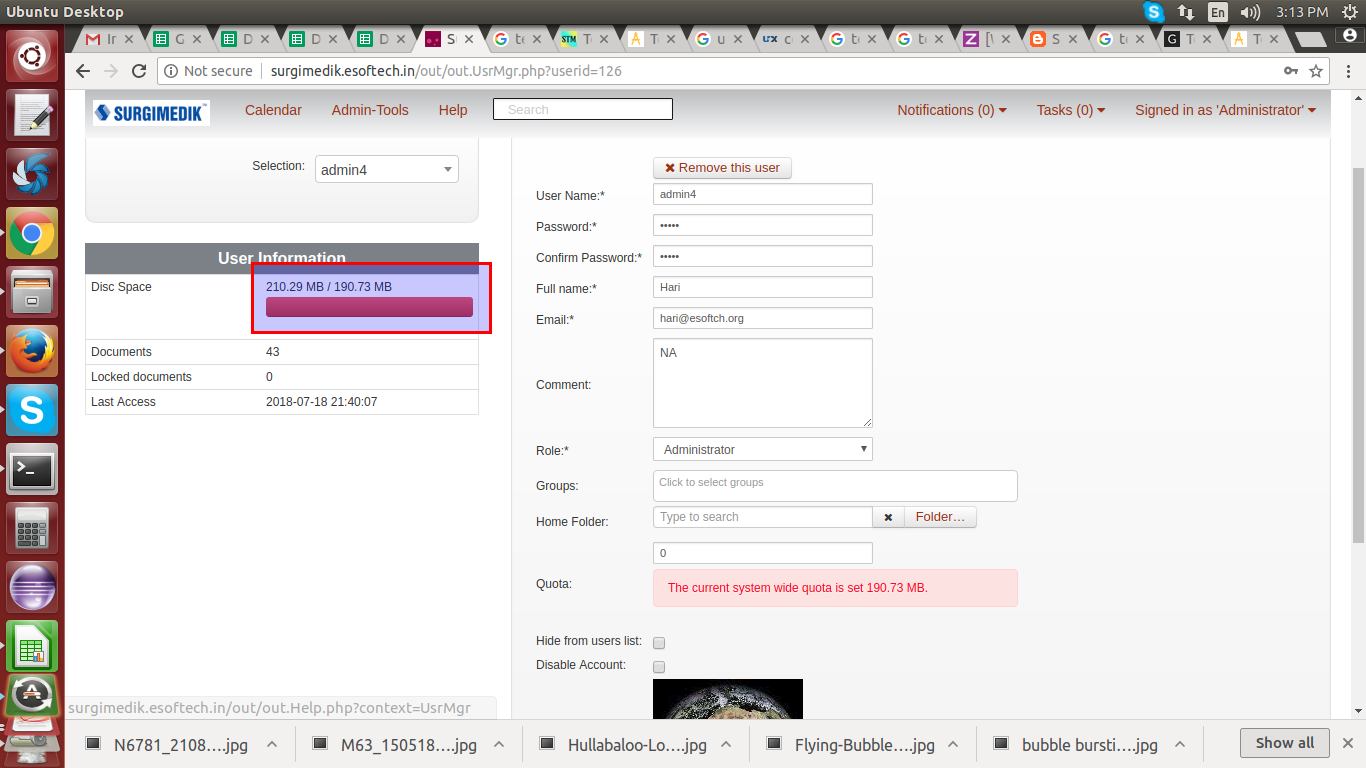 Ubuntu Desktop
En
3:13 PM
Not secure
surgimedik.esoftech.in/out/out.UsrMgr.php?userid=126
SURGIMEDIK
Calendar
Admin-Tools
Help
Search
Notifications (0)
Tasks (0)
Signed in as 'Administrator'
Selection:
admin4
User Information
Disc Space
210.29 MB / 190.73 MB
Documents
43
Locked documents
0
Last Access
2018-07-18 21:40:07
Remove this user
User Name:*
admin4
Password:*
•••••
Confirm Password:*
•••••
Full name:*
Hari
Email:*
hari@esoftch.org
Comment:
NA
Role:*
Administrator
Groups:
Click to select groups
Home Folder:
Type to search
Folder…
0
Quota:
The current system wide quota is set 190.73 MB.
Hide from users list:
Disable Account:
surgimedik.esoftech.in/out/out.Help.php?context=UsrMgr
N6781_2108....jpg
M63_150518....jpg
Hullabaloo-Lo....jpg
Flying-Bubble....jpg
bubble bursti....jpg
Show all